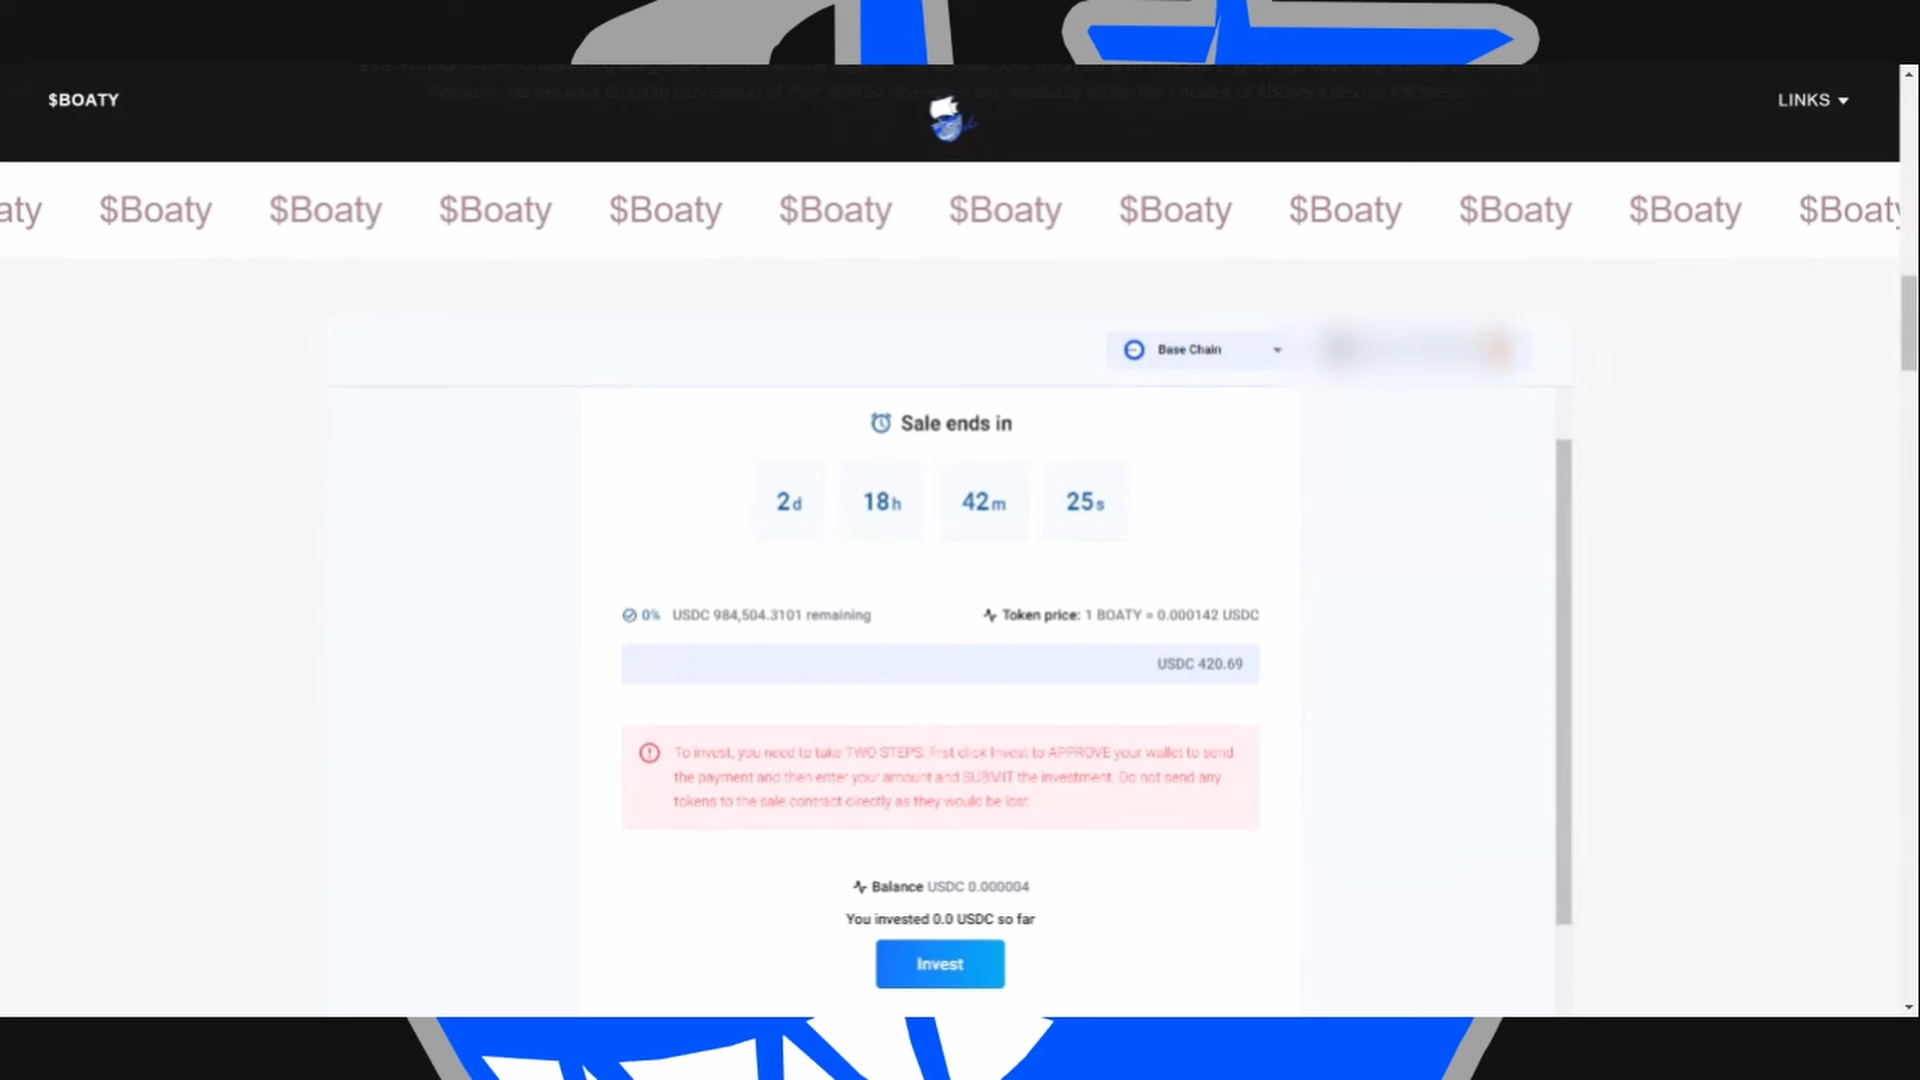 $BOATY
LINKS
aty $Boaty $Boaty $Boaty $Boaty $Boaty $Boaty $Boaty $Boaty $Boaty $Boaty $Boaty
Base Chain
Sale ends in
2d 18h 42m 25s
0% USDC 984,504.3101 remaining
Token price: 1 BOATY = 0.000142 USDC
USDC 420.69
To invest, you need to take TWO STEPS: first click Invest to APPROVE your wallet to send
the payment and then enter your amount and SUBMIT the investment. Do not send any
tokens to the sale contract directly as they would be lost.
Balance USDC 0.000004
You invested 0.0 USDC so far
Invest